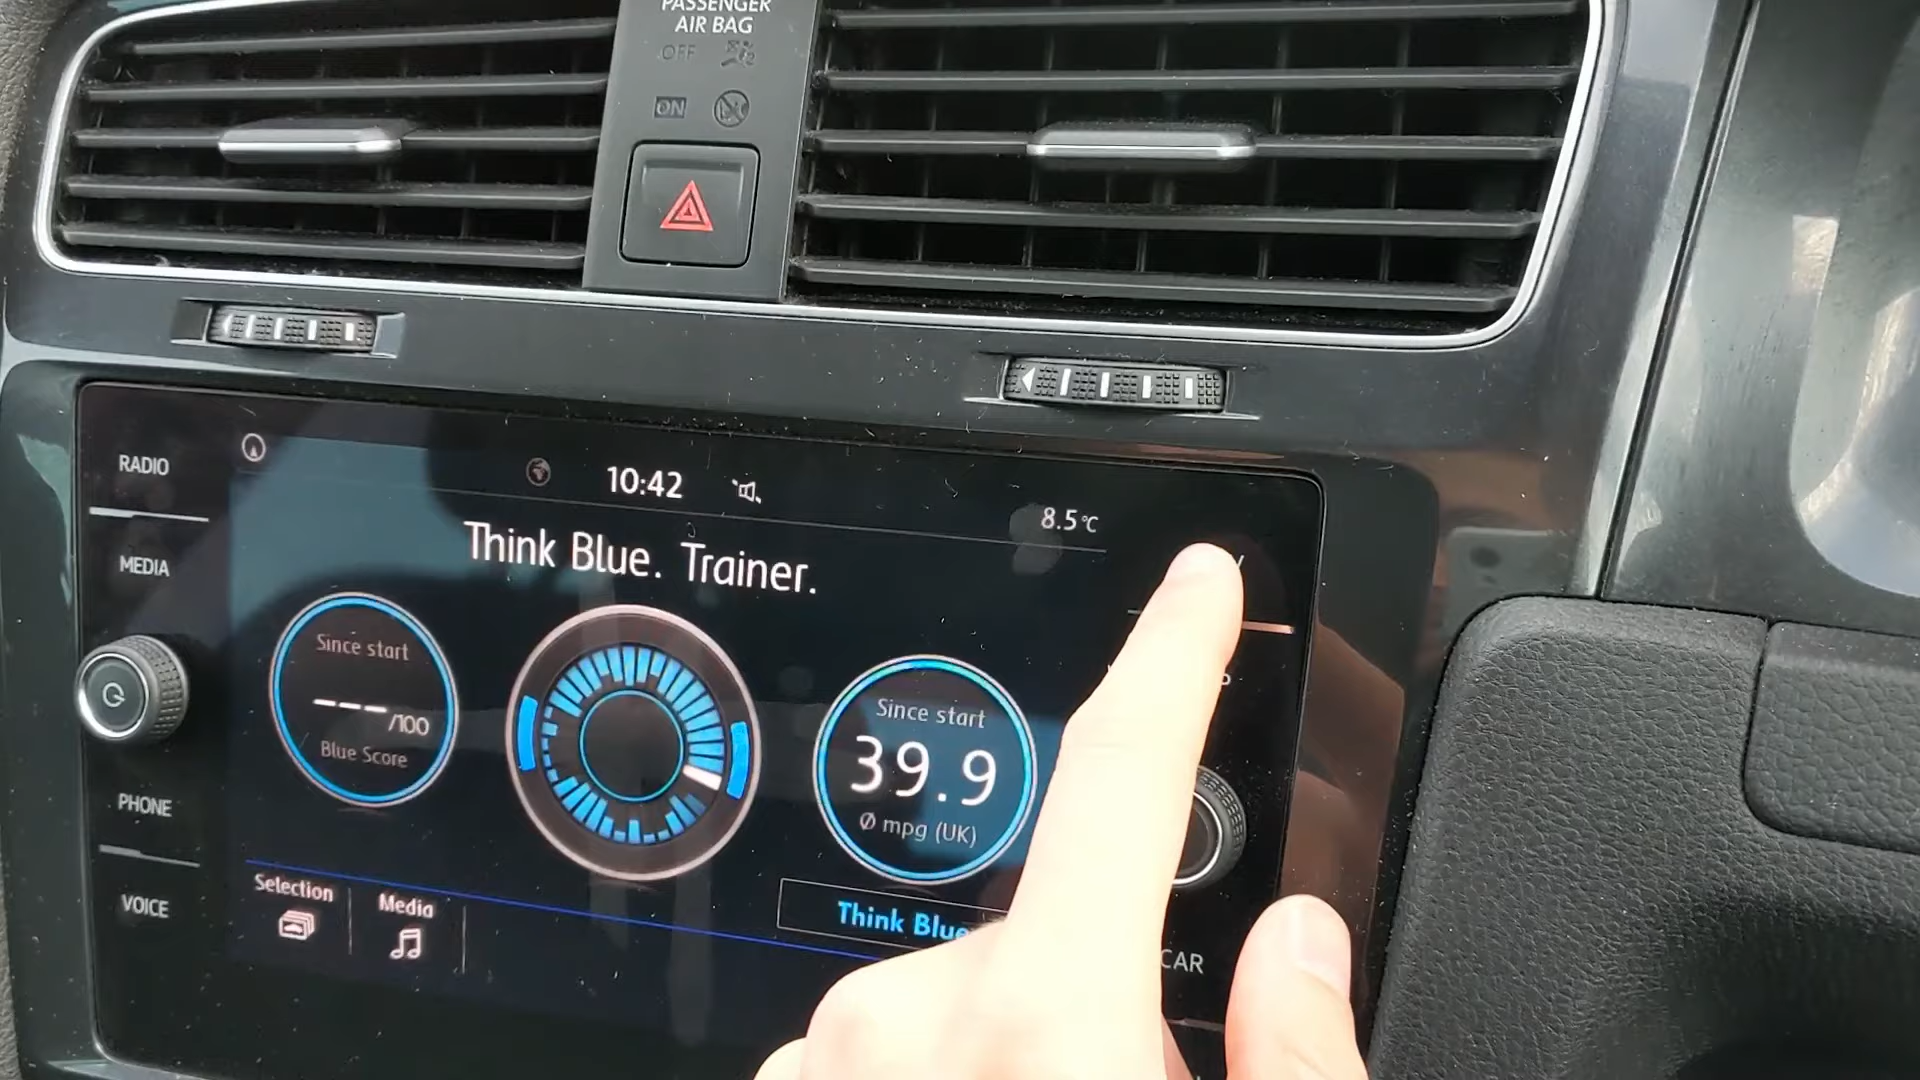 PASSENGER
AIR BAG
OFF
ON
RADIO
MEDIA
PHONE
VOICE
10:42
8.5°C
Think Blue. Trainer.
Since start
---/100
Blue Score
Since start
39.9
Ø mpg (UK)
Selection
Media
Think Blue
CAR